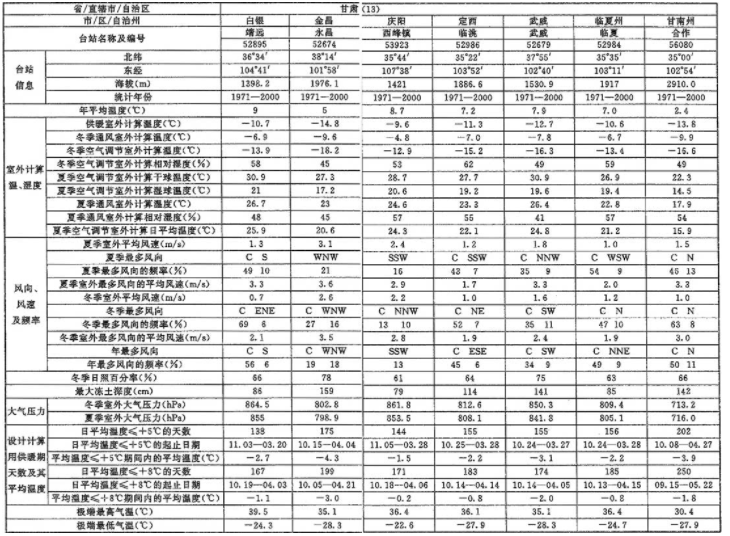 省/直辖市/自治区 甘肃(13)
市/区/自治州 白银 金昌 庆阳 定西 武威 临夏州 甘南州
台站名称及编号 靖远 永昌 西峰镇 临洮 武威 临夏 合作
52895 52674 53923 52986 52679 52984 56080
台站信息 北纬 36°34′ 38°14′ 35°44′ 35°22′ 37°55′ 35°35′ 35°00′
东经 104°41′ 101°58′ 107°38′ 103°52′ 102°40′ 103°11′ 102°54′
海拔(m) 1398.2 1976.1 1421 1886.6 1530.9 1917 2910.0
统计年份 1971—2000 1971—2000 1971—2000 1971—2000 1971—2000 1971—2000 1971—2000
年平均温度(℃) 9 5 8.7 7.2 7.9 7.0 2.4
室外计算温、湿度 供暖室外计算温度(℃) −10.7 −14.8 −9.6 −11.3 −12.7 −10.6 −13.8
冬季通风室外计算温度(℃) −6.9 −9.6 −4.8 −7.0 −7.8 −6.7 −9.9
冬季空气调节室外计算温度(℃) −13.9 −18.2 −12.9 −15.2 −16.3 −13.4 −16.6
冬季空气调节室外计算相对湿度(%) 58 45 53 62 49 59 49
夏季空气调节室外计算干球温度(℃) 30.9 27.3 28.7 27.7 30.9 26.9 22.3
夏季空气调节室外计算湿球温度(℃) 21 17.2 20.6 19.2 19.6 19.4 14.5
夏季通风室外计算温度(℃) 26.7 23 24.6 23.3 26.4 22.8 17.9
夏季通风室外计算相对湿度(%) 48 45 57 55 41 57 54
夏季空气调节室外计算日平均温度(℃) 25.9 20.6 24.3 22.1 24.8 21.2 15.9
风向、风速及频率 夏季室外平均风速(m/s) 1.3 3.1 2.4 1.2 1.8 1.0 1.5
夏季最多风向 C S WNW SSW C SSW C NNW C WSW C N
夏季最多风向的频率(%) 49 10 21 16 43 7 35 9 54 9 46 13
夏季室外最多风向的平均风速(m/s) 3.3 3.6 2.9 1.7 3.3 2.0 3.3
冬季室外平均风速(m/s) 0.7 2.6 2.2 1.0 1.6 1.2 1.0
冬季最多风向 C ENE C WNW C NNW C NE C SW C N C N
冬季最多风向的频率(%) 69 6 27 16 13 10 52 7 35 11 47 10 63 8
冬季室外最多风向的平均风速(m/s) 2.1 3.5 2.8 1.9 2.4 1.9 3.0
年最多风向 C S C WNW SSW C ESE C SW C NNE C N
年最多风向的频率(%) 56 6 19 18 13 45 6 34 9 49 9 50 11
冬季日照百分率(%) 66 78 61 64 75 63 66
最大冻土深度(cm) 86 159 79 114 141 85 142
大气压力 冬季室外大气压力(hPa) 864.5 802.8 861.8 812.6 850.3 809.4 713.2
夏季室外大气压力(hPa) 855 798.9 853.5 808.1 841.8 805.1 716.0
设计计算用供暖期天数及其平均温度 日平均温度≤+5℃的天数 138 175 144 155 155 156 202
日平均温度≤+5℃的起止日期 11.03—03.20 10.15—04.04 11.05—03.28 10.25—03.28 10.24—03.27 10.24—03.28 10.08—04.27
平均温度≤+5℃期间内的平均温度(℃) −2.7 −4.3 −1.5 −2.2 −3.1 −2.2 −3.9
日平均温度≤+8℃的天数 167 199 171 183 174 185 250
日平均温度≤+8℃的起止日期 10.19—04.03 10.05—04.21 10.18—04.06 10.14—04.14 10.14—04.05 10.13—04.15 09.15—05.22
平均温度≤+8℃期间内的平均温度(℃) −1.1 −3.0 −0.2 −0.8 −2.0 −0.8 −1.8
极端最高气温(℃) 39.5 35.1 36.4 36.1 35.1 36.4 30.4
极端最低气温(℃) −24.3 −28.3 −22.6 −27.9 −28.3 −24.7 −27.9